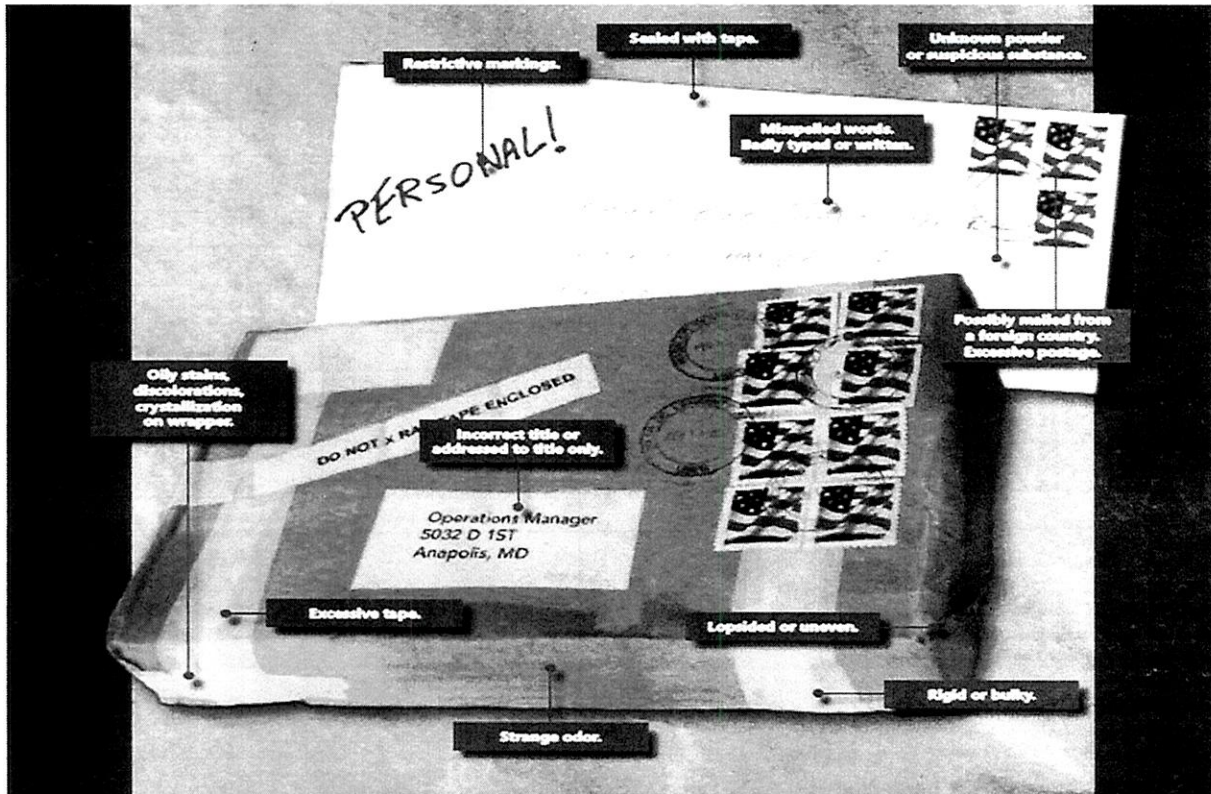 Sealed with tape.
Unknown powder
or suspicious substance.
Restrictive markings.
Misspelled words.
Badly typed or written.
PERSONAL!
Possibly mailed from
a foreign country.
Excessive postage.
Oily stains,
discolorations,
crystallization
on wrapper.
DO NOT x RAY TAPE ENCLOSED
Incorrect title or
addressed to title only.
Operations Manager
5032 D 1ST
Anapolis, MD
Excessive tape.
Lopsided or uneven.
Rigid or bulky.
Strange odor.